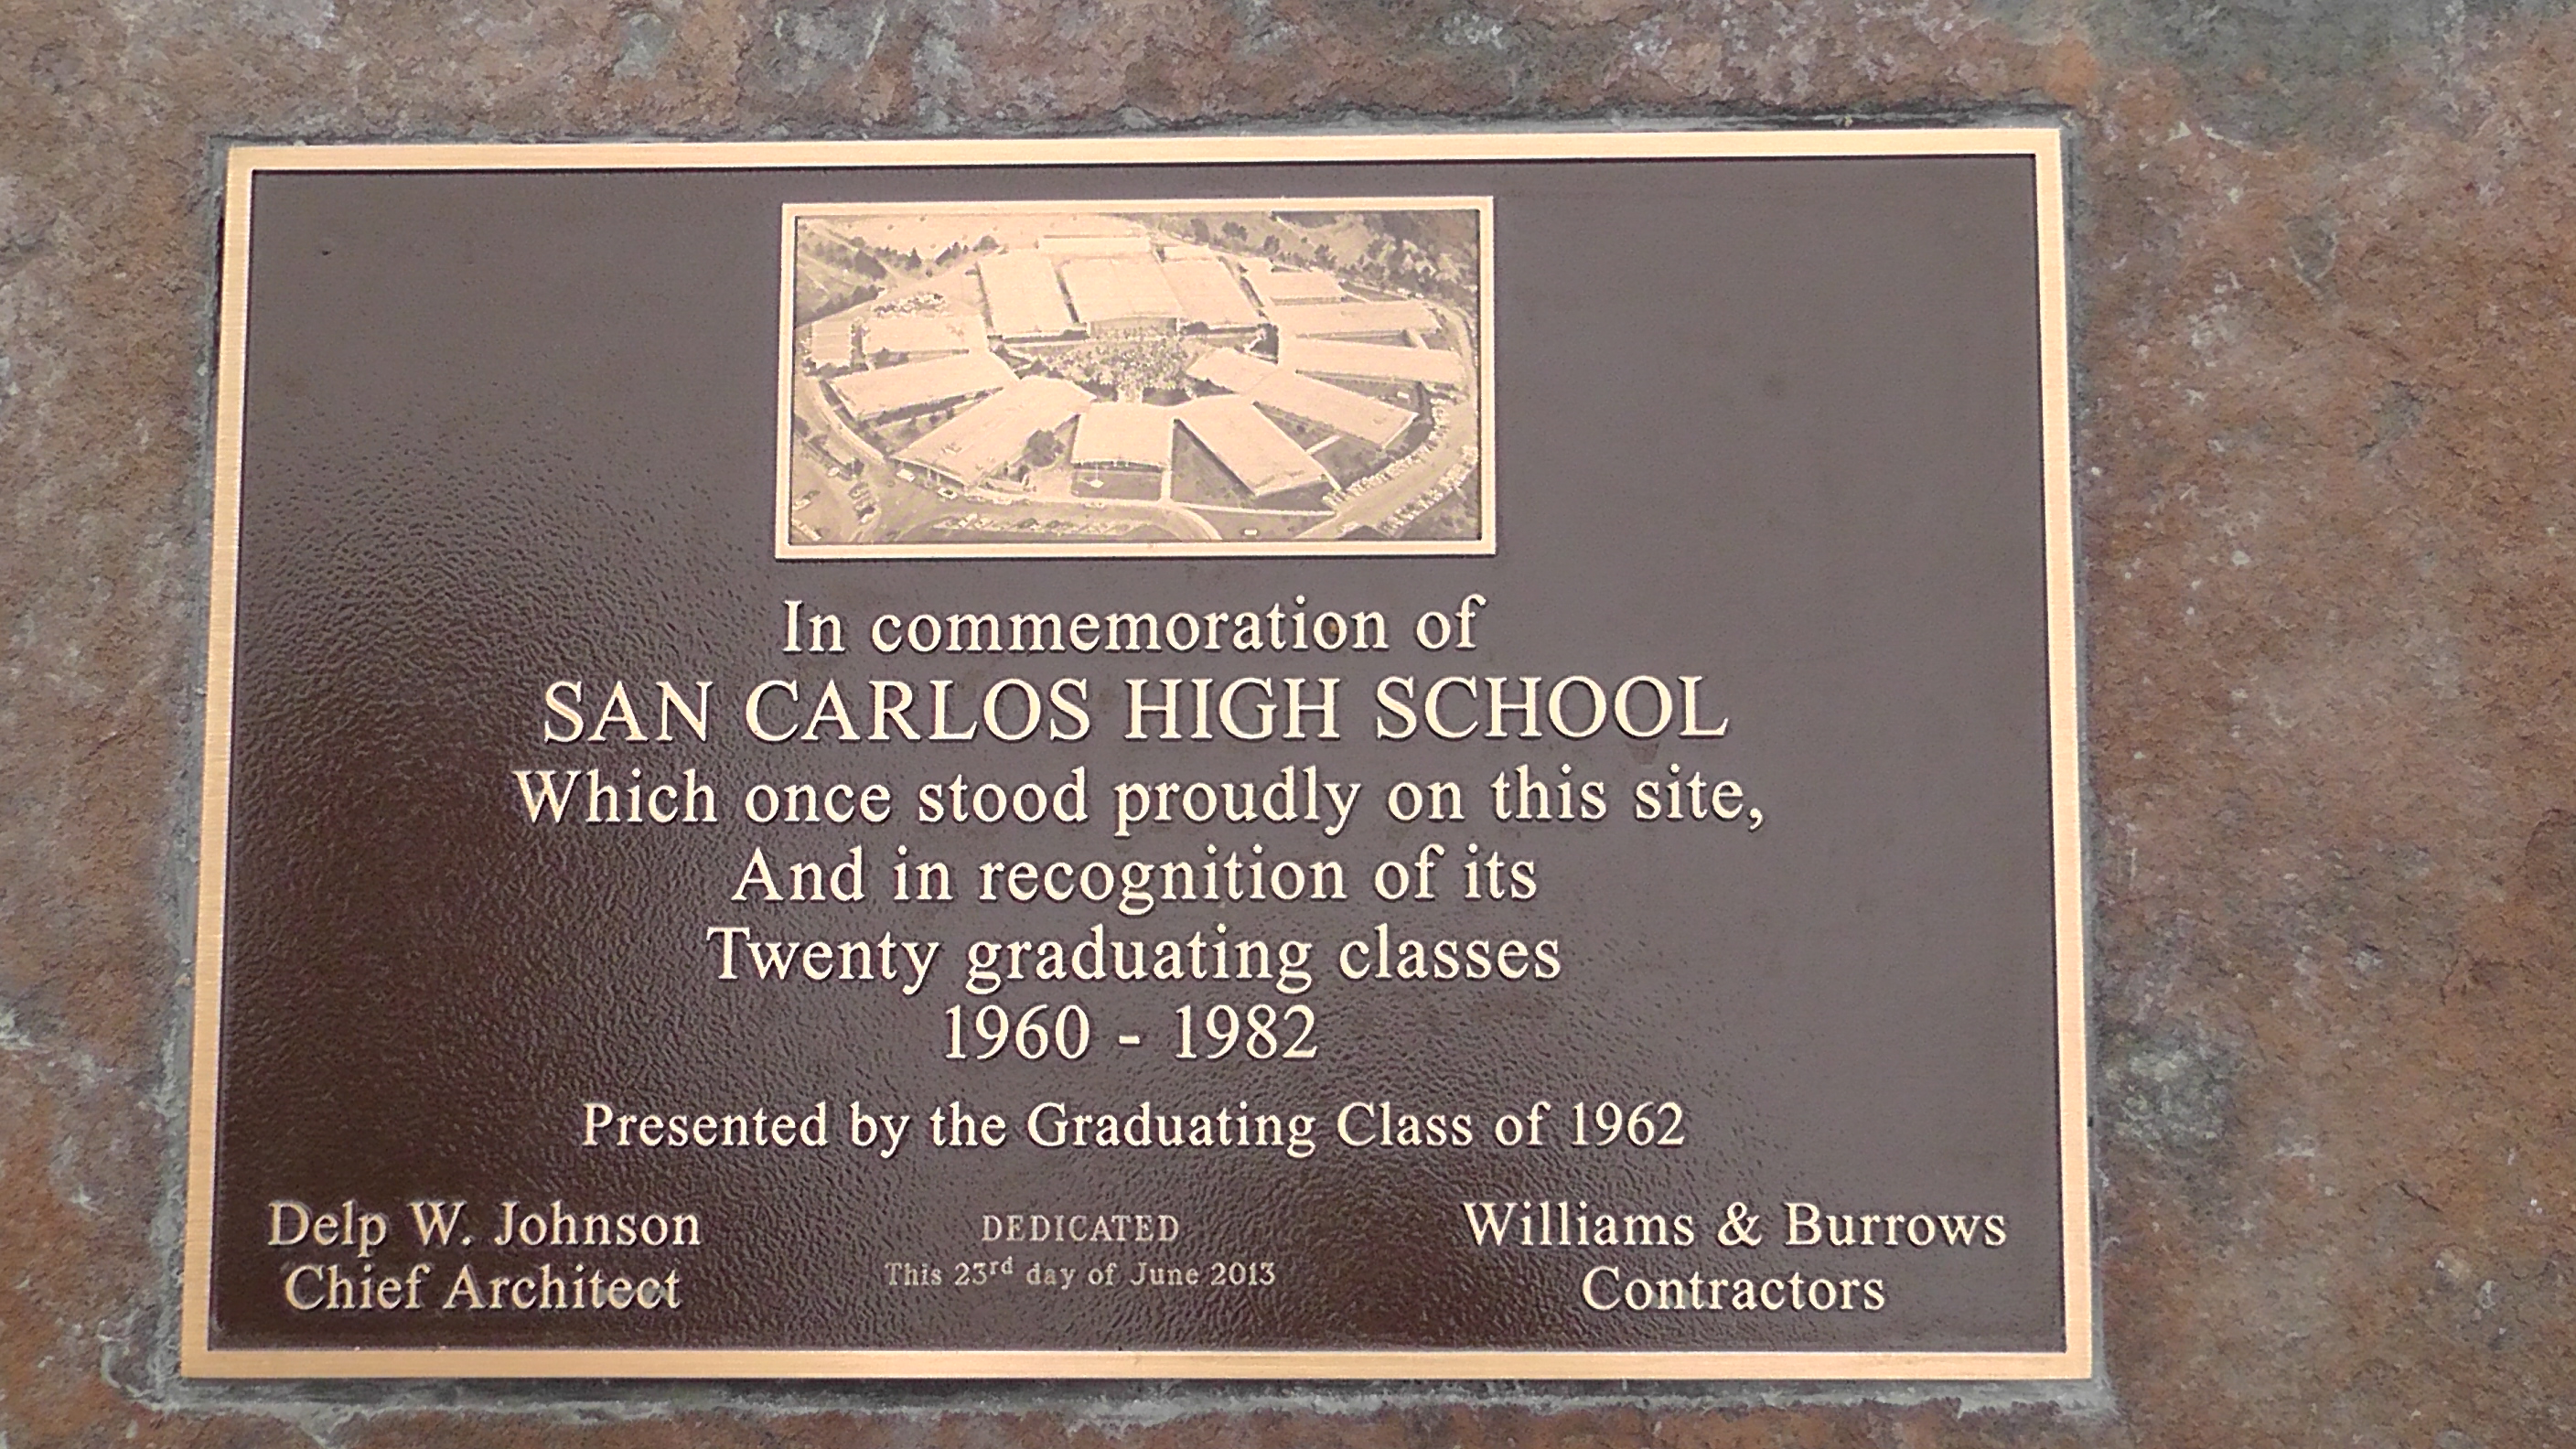 In commemoration of
SAN CARLOS HIGH SCHOOL
Which once stood proudly on this site,
And in recognition of its
Twenty graduating classes
1960 - 1982
Presented by the Graduating Class of 1962
Delp W. Johnson
Chief Architect
DEDICATED
This 23rd day of June 2013
Williams & Burrows
Contractors